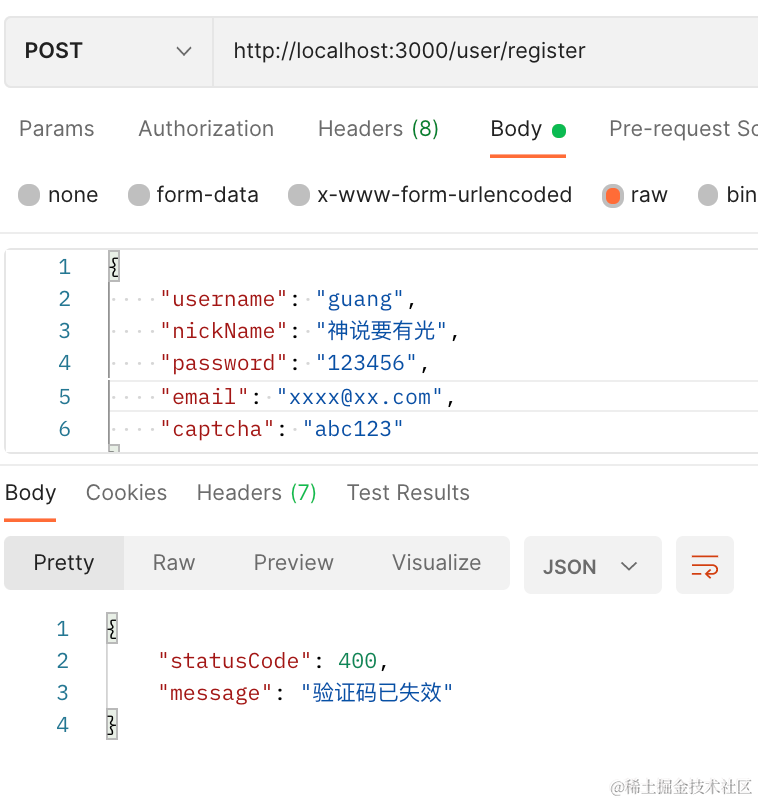 POST http://localhost:3000/user/register
Params Authorization Headers (8) Body Pre-request Sc
none form-data x-www-form-urlencoded raw bin
1 {
2 "username": "guang",
3 "nickName": "神说要有光",
4 "password": "123456",
5 "email": "xxxx@xx.com",
6 "captcha": "abc123"
Body Cookies Headers (7) Test Results
Pretty Raw Preview Visualize JSON
1 {
2 "statusCode": 400,
3 "message": "验证码已失效"
4 }
@稀土掘金技术社区